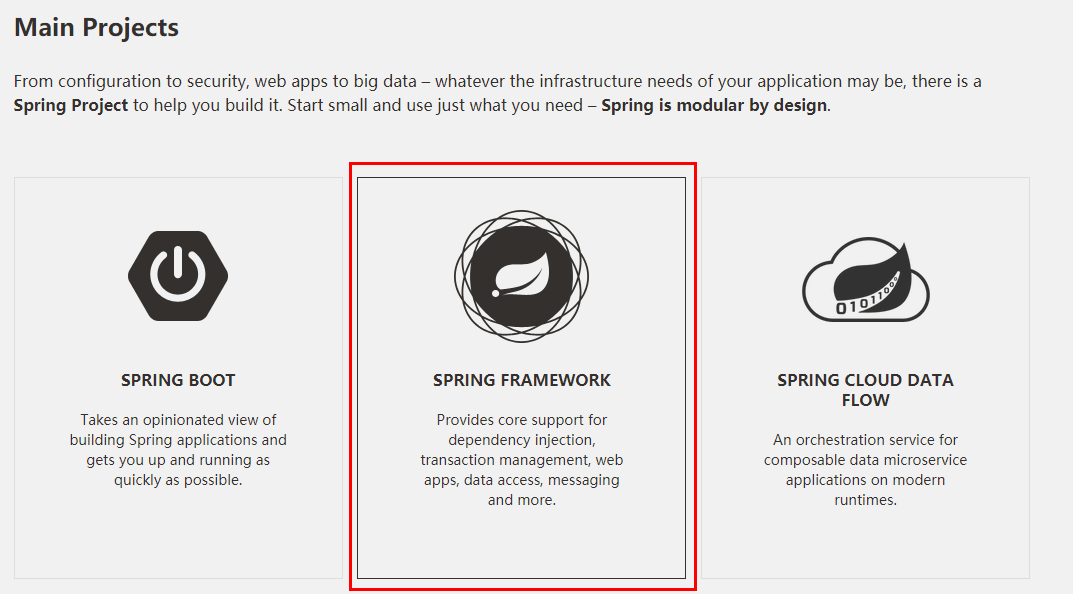 Main Projects
From configuration to security, web apps to big data – whatever the infrastructure needs of your application may be, there is a
Spring Project to help you build it. Start small and use just what you need – Spring is modular by design.
SPRING BOOT
Takes an opinionated view of
building Spring applications and
gets you up and running as
quickly as possible.
SPRING FRAMEWORK
Provides core support for
dependency injection,
transaction management, web
apps, data access, messaging
and more.
01011000
SPRING CLOUD DATA
FLOW
An orchestration service for
composable data microservice
applications on modern
runtimes.